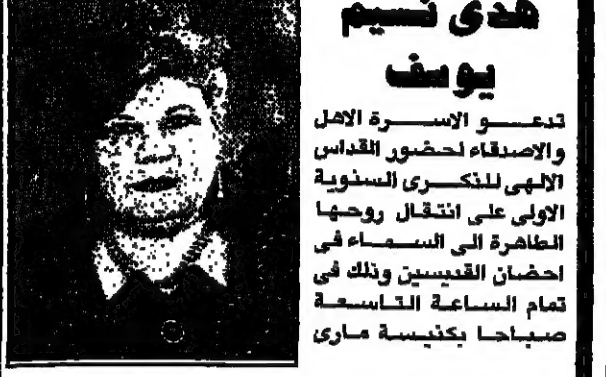 هدى نسيم
يوسف
تدعو الاسرة الاهل
والاصدقاء لحضور القداس
الالهى للذكرى السنوية
الاولى على انتقال روحها
الطاهرة الى السماء فى
احضان القديسين وذلك فى
تمام الساعة التاسعة
صباحا بكنيسة مارى